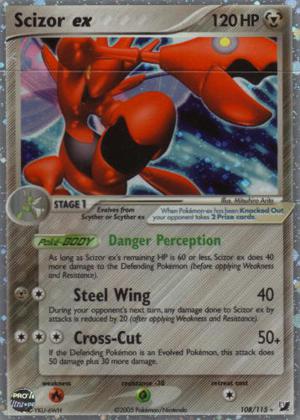 Scizor ex 120 HP
Illus. Mitsuhiro Arita
STAGE 1
Evolves from
Scyther or Scyther ex
When Pokémon-ex has been Knocked Out
your opponent takes 2 Prize cards.
Poké-BODY Danger Perception
As long as Scizor ex's remaining HP is 60 or less, Scizor ex does 40
more damage to the Defending Pokémon (before applying Weakness
and Resistance).
Steel Wing 40
During your opponent's next turn, any damage done to Scizor ex by
attacks is reduced by 20 (after applying Weakness and Resistance).
Cross-Cut 50+
If the Defending Pokémon is an Evolved Pokémon, this attack does
50 damage plus 30 more damage.
weakness resistance retreat cost
-30
©2005 Pokémon/Nintendo 108/115